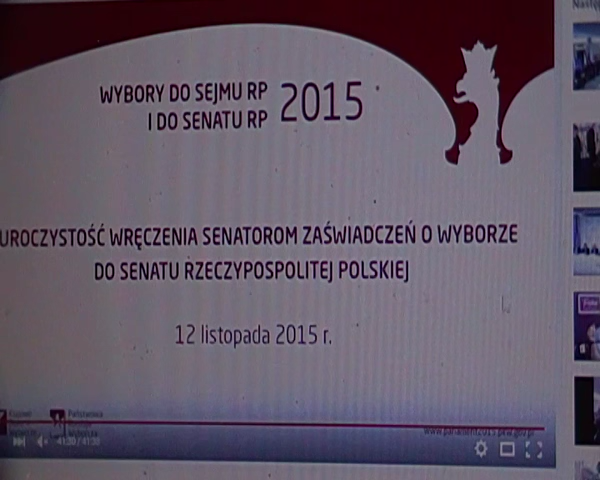 WYBORY DO SEJMU RP
I DO SENATU RP
2015
UROCZYSTOŚĆ WRĘCZENIA SENATOROM ZAŚWIADCZEŃ O WYBORZE
DO SENATU RZECZYPOSPOLITEJ POLSKIEJ
12 listopada 2015 r.
Państwowa